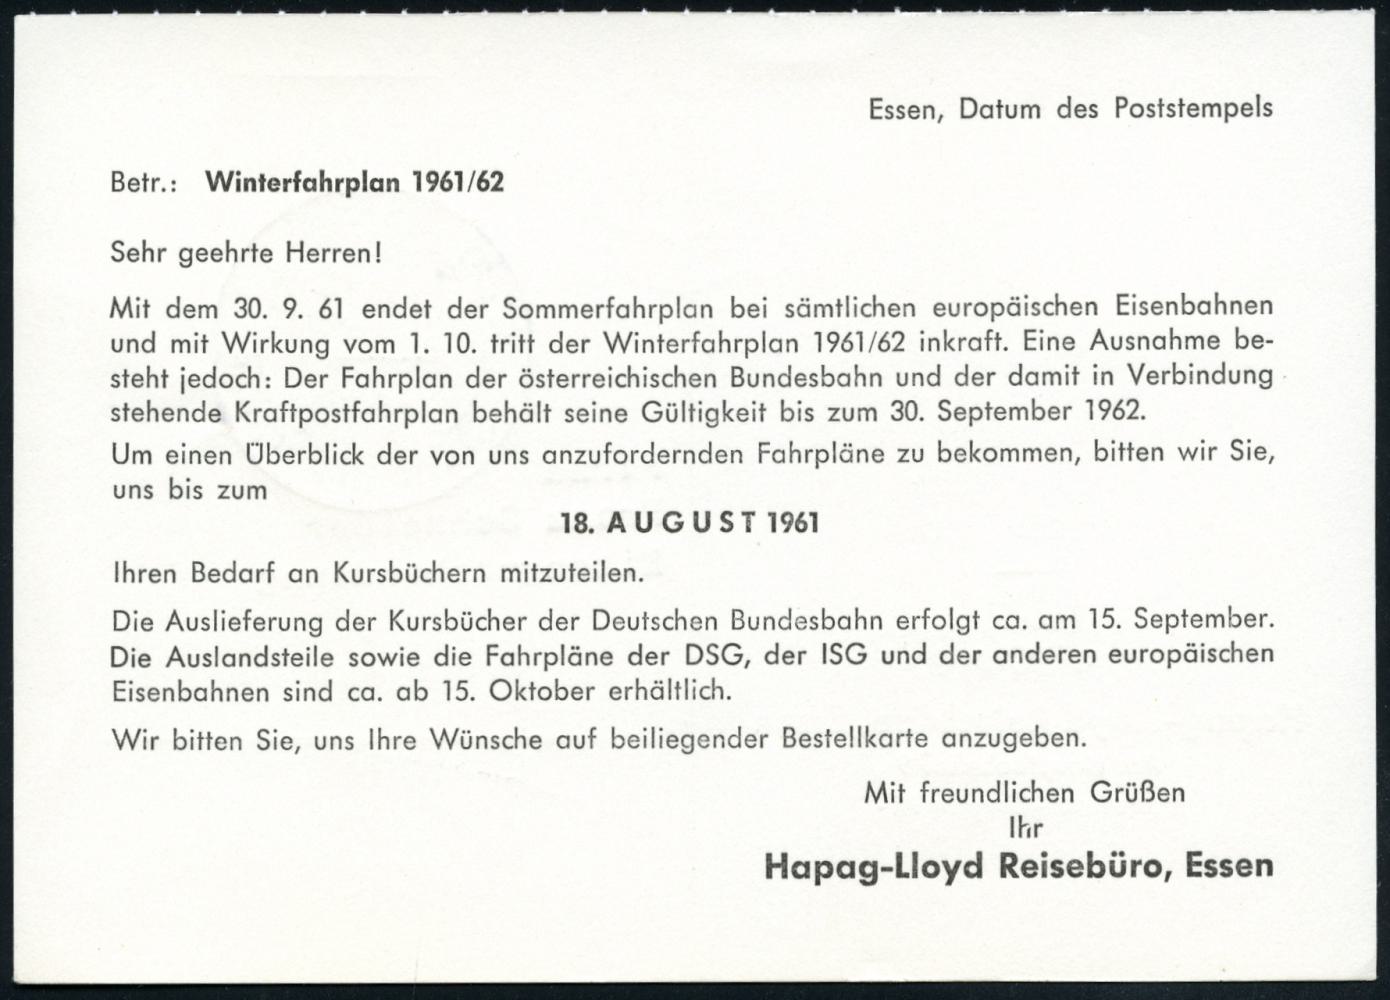 Essen, Datum des Poststempels
Betr.: Winterfahrplan 1961/62
Sehr geehrte Herren!
Mit dem 30. 9. 61 endet der Sommerfahrplan bei sämtlichen europäischen Eisenbahnen
und mit Wirkung vom 1. 10. tritt der Winterfahrplan 1961/62 inkraft. Eine Ausnahme be-
steht jedoch: Der Fahrplan der österreichischen Bundesbahn und der damit in Verbindung
stehende Kraftpostfahrplan behält seine Gültigkeit bis zum 30. September 1962.
Um einen Überblick der von uns anzufordernden Fahrpläne zu bekommen, bitten wir Sie,
uns bis zum
18. AUGUST 1961
Ihren Bedarf an Kursbüchern mitzuteilen.
Die Auslieferung der Kursbücher der Deutschen Bundesbahn erfolgt ca. am 15. September.
Die Auslandsteile sowie die Fahrpläne der DSG, der ISG und der anderen europäischen
Eisenbahnen sind ca. ab 15. Oktober erhältlich.
Wir bitten Sie, uns Ihre Wünsche auf beiliegender Bestellkarte anzugeben.
Mit freundlichen Grüßen
Ihr
Hapag-Lloyd Reisebüro, Essen